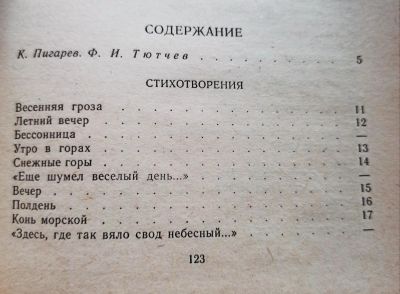 СОДЕРЖАНИЕ
К. Пигарев. Ф. И. Тютчев . . . . . . . . 5
СТИХОТВОРЕНИЯ
Весенняя гроза . . . . . . . . . . . 11
Летний вечер . . . . . . . . . . . 12
Бессонница . . . . . . . . . . . —
Утро в горах . . . . . . . . . . . 13
Снежные горы . . . . . . . . . . . 14
«Еще шумел веселый день...» . . . . . . . —
Вечер . . . . . . . . . . . . . 15
Полдень . . . . . . . . . . . . 16
Конь морской . . . . . . . . . . . 17
«Здесь, где так вяло свод небесный...» . . . . —
123